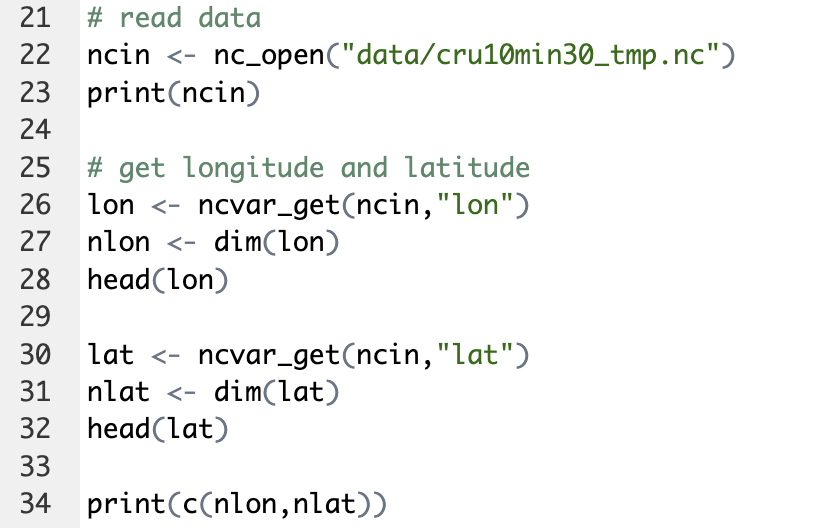 21 # read data
22 ncin <- nc_open("data/cru10min30_tmp.nc")
23 print(ncin)
24
25 # get longitude and latitude
26 lon <- ncvar_get(ncin,"lon")
27 nlon <- dim(lon)
28 head(lon)
29
30 lat <- ncvar_get(ncin,"lat")
31 nlat <- dim(lat)
32 head(lat)
33
34 print(c(nlon,nlat))